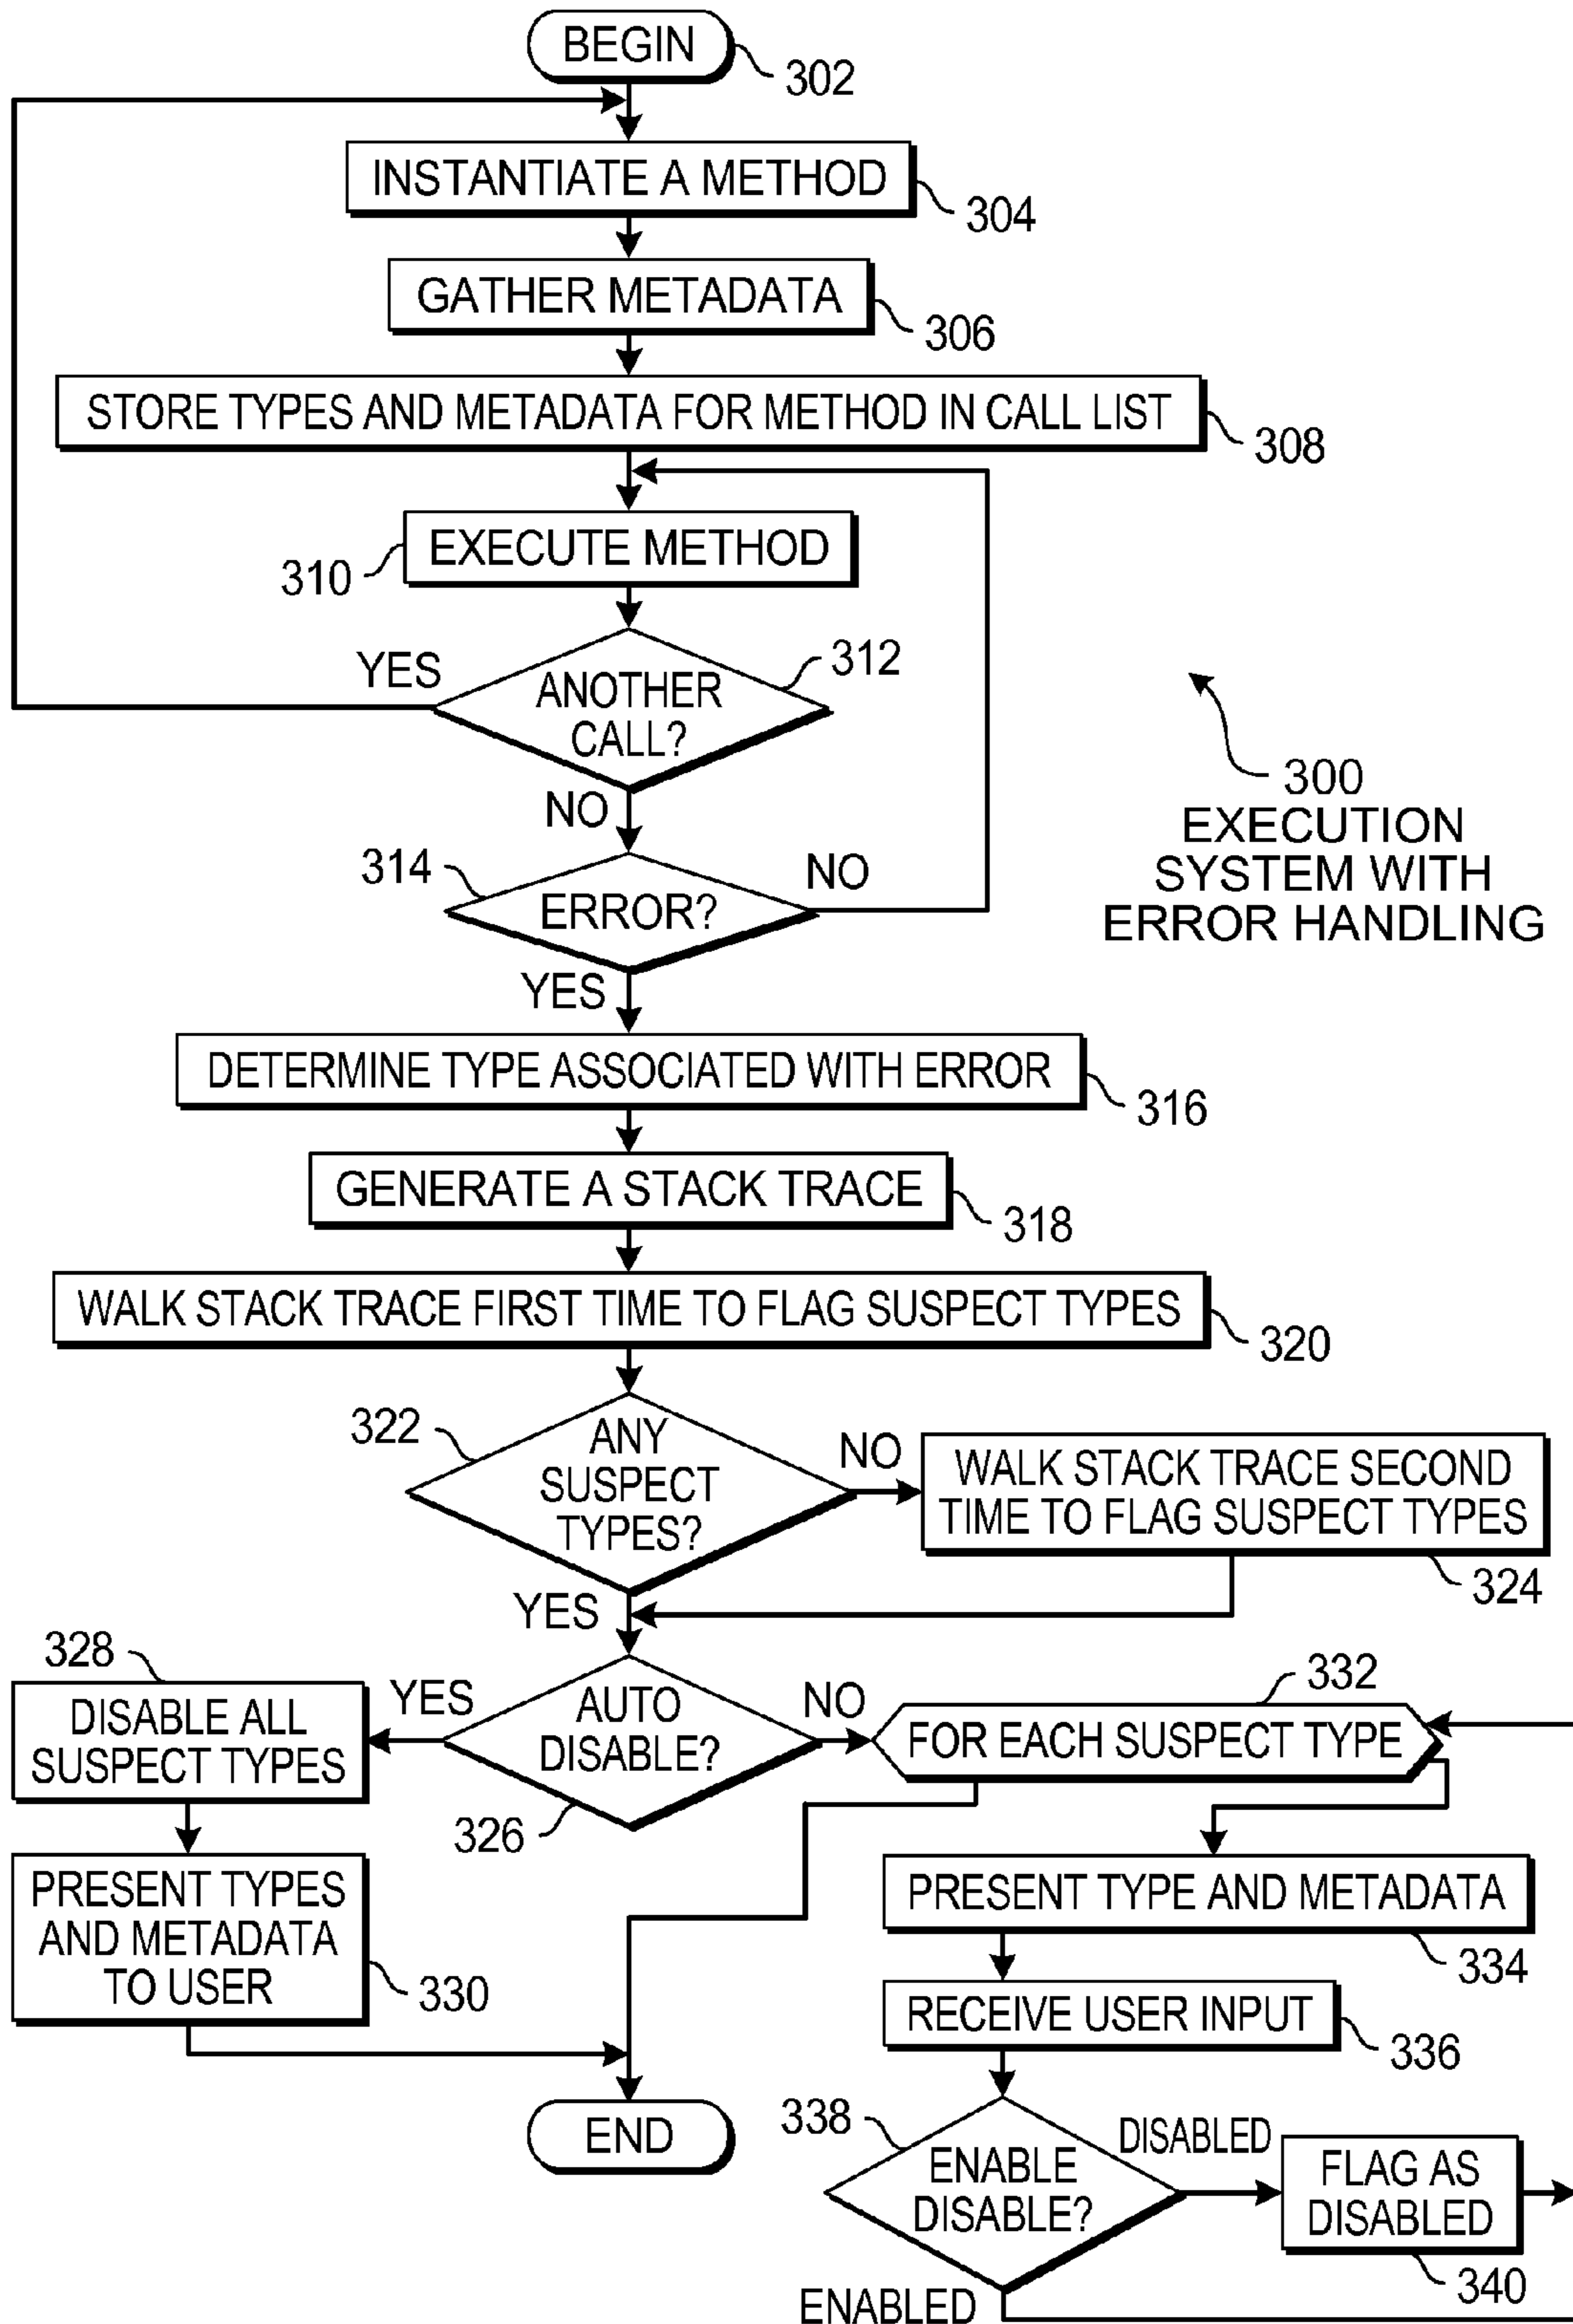 BEGIN
302
INSTANTIATE A METHOD
304
GATHER METADATA
306
STORE TYPES AND METADATA FOR METHOD IN CALL LIST
308
EXECUTE METHOD
310
312
YES
ANOTHER
CALL?
NO
300
EXECUTION
SYSTEM WITH
ERROR HANDLING
314
NO
ERROR?
YES
DETERMINE TYPE ASSOCIATED WITH ERROR
316
GENERATE A STACK TRACE
318
WALK STACK TRACE FIRST TIME TO FLAG SUSPECT TYPES
320
322
ANY
SUSPECT
TYPES?
NO
WALK STACK TRACE SECOND
TIME TO FLAG SUSPECT TYPES
324
YES
328
DISABLE ALL
SUSPECT TYPES
YES
AUTO
DISABLE?
326
NO
332
FOR EACH SUSPECT TYPE
PRESENT TYPES
AND METADATA
TO USER
330
PRESENT TYPE AND METADATA
334
RECEIVE USER INPUT
336
END
338
ENABLE
DISABLE?
DISABLED
FLAG AS
DISABLED
340
ENABLED